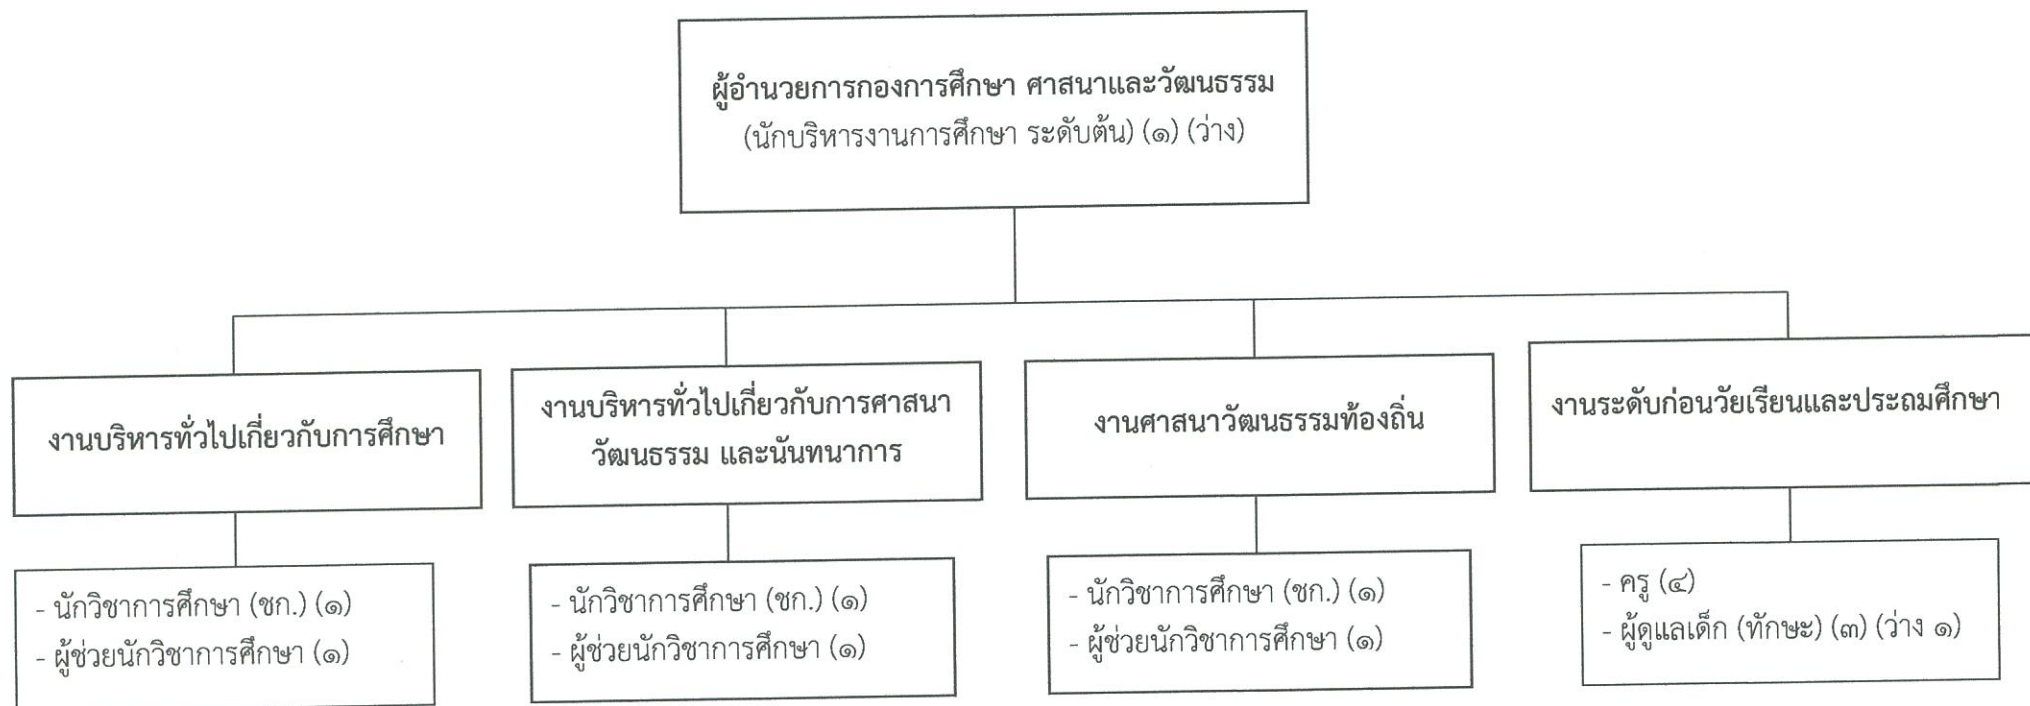 ผู้อำนวยการกองการศึกษา ศาสนาและวัฒนธรรม
(นักบริหารงานการศึกษา ระดับต้น) (๑) (ว่าง)
งานบริหารทั่วไปเกี่ยวกับการศึกษา
งานบริหารทั่วไปเกี่ยวกับการศาสนา
วัฒนธรรม และนันทนาการ
งานศาสนาวัฒนธรรมท้องถิ่น
งานระดับก่อนวัยเรียนและประถมศึกษา
- นักวิชาการศึกษา (ชก.) (๑)
- ผู้ช่วยนักวิชาการศึกษา (๑)
- นักวิชาการศึกษา (ชก.) (๑)
- ผู้ช่วยนักวิชาการศึกษา (๑)
- นักวิชาการศึกษา (ชก.) (๑)
- ผู้ช่วยนักวิชาการศึกษา (๑)
- ครู (๔)
- ผู้ดูแลเด็ก (ทักษะ) (๓) (ว่าง ๑)